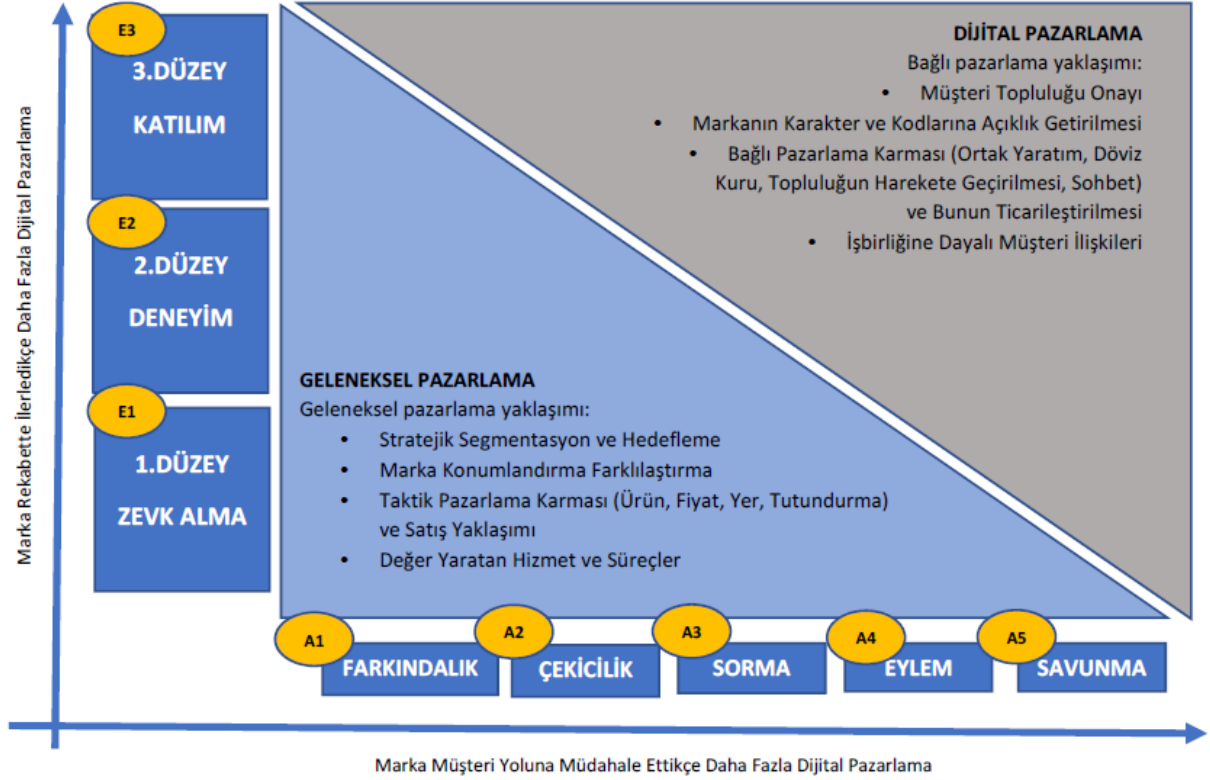 Marka Rekabette İlerledikçe Daha Fazla Dijital Pazarlama
E3
3.DÜZEY
KATILIM
E2
2.DÜZEY
DENEYİM
E1
1.DÜZEY
ZEVK ALMA
DİJİTAL PAZARLAMA
Bağlı pazarlama yaklaşımı:
• Müşteri Topluluğu Onayı
• Markanın Karakter ve Kodlarına Açıklık Getirilmesi
• Bağlı Pazarlama Karması (Ortak Yaratım, Döviz
Kuru, Topluluğun Harekete Geçirilmesi, Sohbet)
ve Bunun Ticarileştirilmesi
• İşbirliğine Dayalı Müşteri İlişkileri
GELENEKSEL PAZARLAMA
Geleneksel pazarlama yaklaşımı:
• Stratejik Segmentasyon ve Hedefleme
• Marka Konumlandırma Farklılaştırma
• Taktik Pazarlama Karması (Ürün, Fiyat, Yer, Tutundurma)
ve Satış Yaklaşımı
• Değer Yaratan Hizmet ve Süreçler
A1
FARKINDALIK
A2
ÇEKİCİLİK
A3
SORMA
A4
EYLEM
A5
SAVUNMA
Marka Müşteri Yoluna Müdahale Ettikçe Daha Fazla Dijital Pazarlama